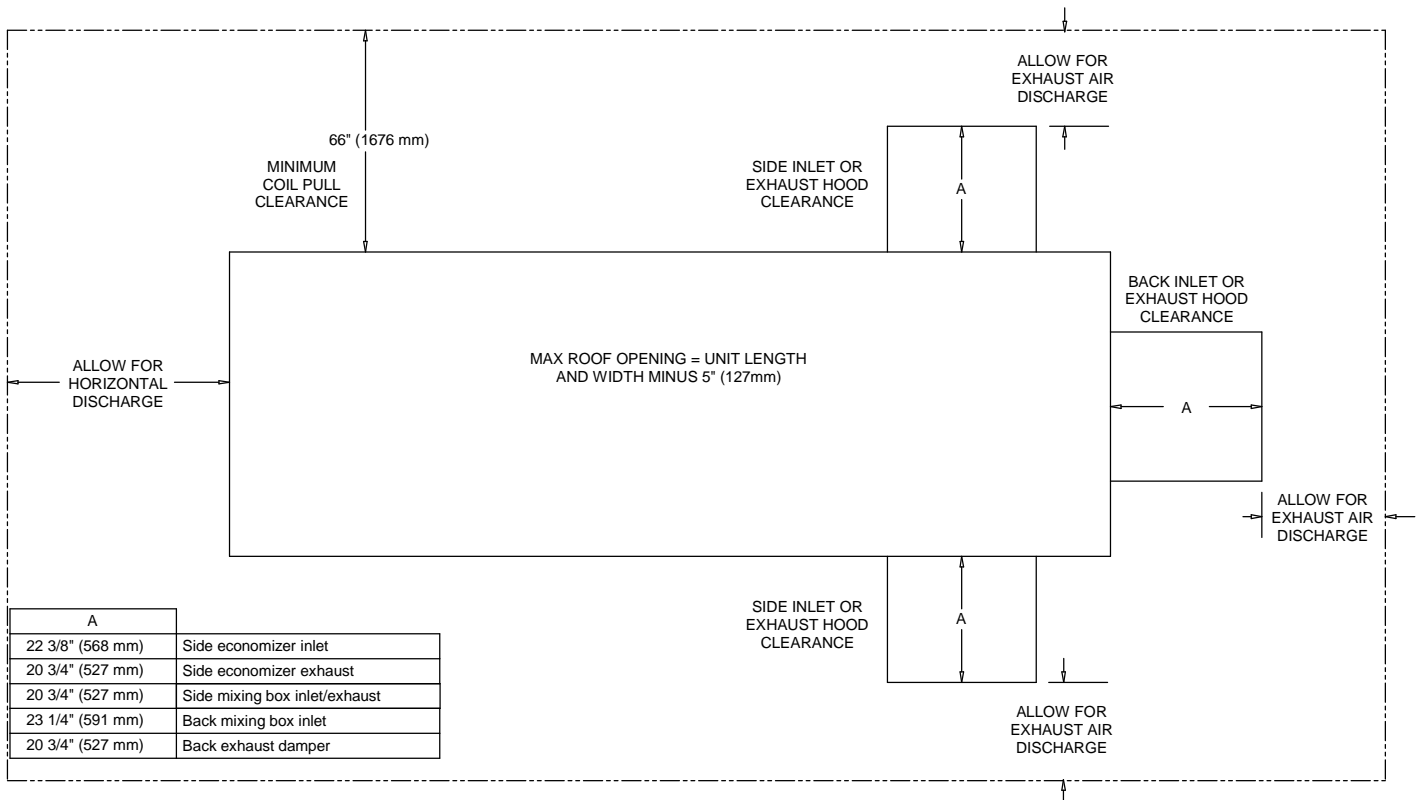 ALLOW FOR
EXHAUST AIR
DISCHARGE
66" (1676 mm)
MINIMUM
COIL PULL
CLEARANCE
SIDE INLET OR
EXHAUST HOOD
CLEARANCE
A
BACK INLET OR
EXHAUST HOOD
CLEARANCE
ALLOW FOR
HORIZONTAL
DISCHARGE
MAX ROOF OPENING = UNIT LENGTH
AND WIDTH MINUS 5" (127mm)
A
ALLOW FOR
EXHAUST AIR
DISCHARGE
SIDE INLET OR
EXHAUST HOOD
CLEARANCE
A
ALLOW FOR
EXHAUST AIR
DISCHARGE
A
22 3/8" (568 mm) Side economizer inlet
20 3/4" (527 mm) Side economizer exhaust
20 3/4" (527 mm) Side mixing box inlet/exhaust
23 1/4" (591 mm) Back mixing box inlet
20 3/4" (527 mm) Back exhaust damper